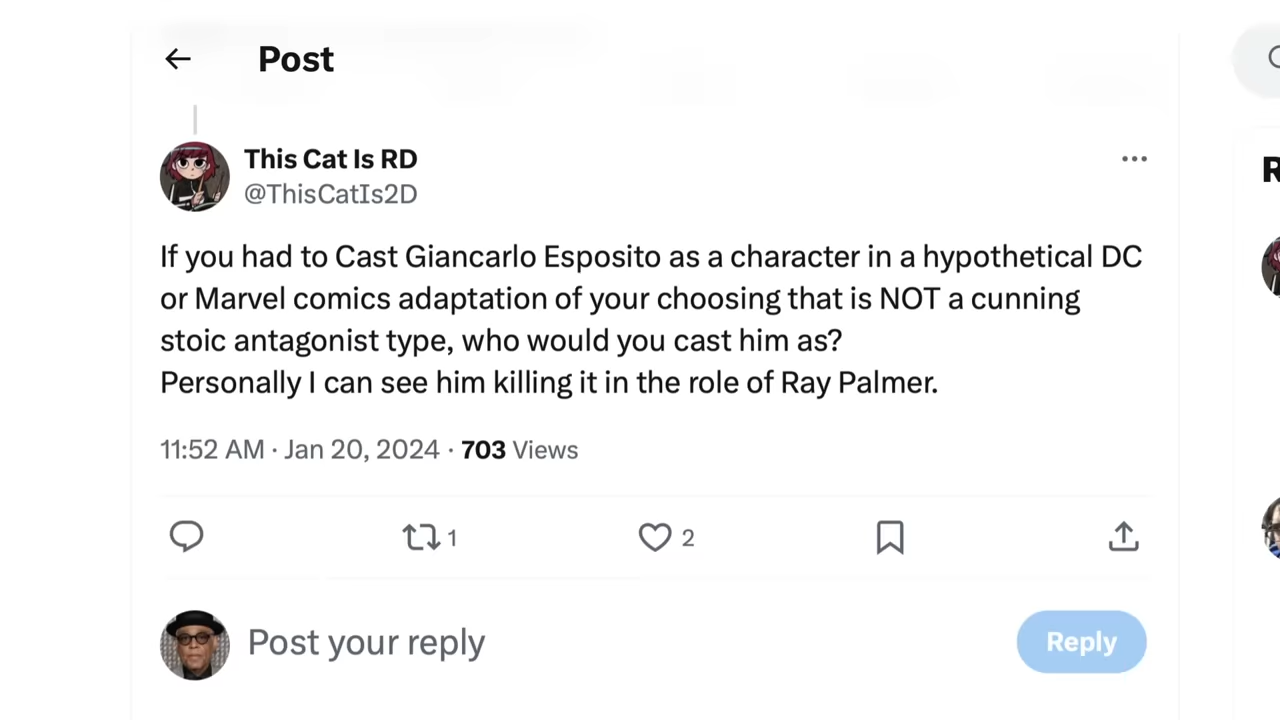 Post
This Cat Is RD
@ThisCatIs2D
If you had to Cast Giancarlo Esposito as a character in a hypothetical DC
or Marvel comics adaptation of your choosing that is NOT a cunning
stoic antagonist type, who would you cast him as?
Personally I can see him killing it in the role of Ray Palmer.
11:52 AM · Jan 20, 2024 · 703 Views
1
2
Post your reply
Reply